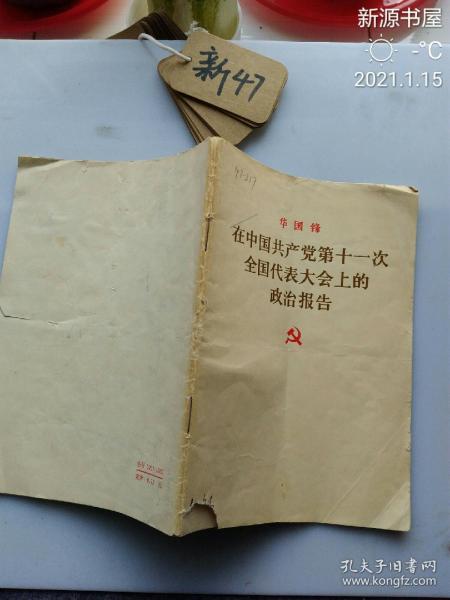 新源书屋
-°C
2021.1.15
新47
华国锋
在中国共产党第十一次
全国代表大会上的
政治报告
孔夫子旧书网
www.kongfz.com